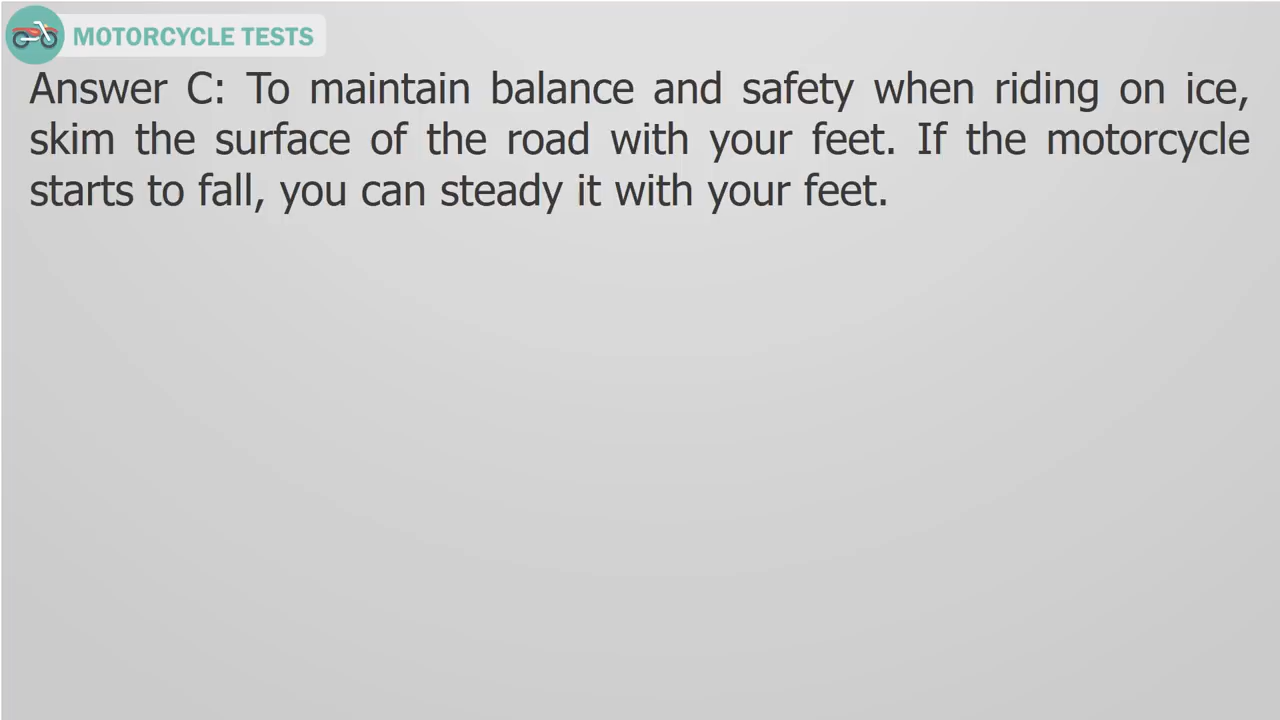 MOTORCYCLE TESTS
Answer C: To maintain balance and safety when riding on ice,
skim the surface of the road with your feet. If the motorcycle
starts to fall, you can steady it with your feet.